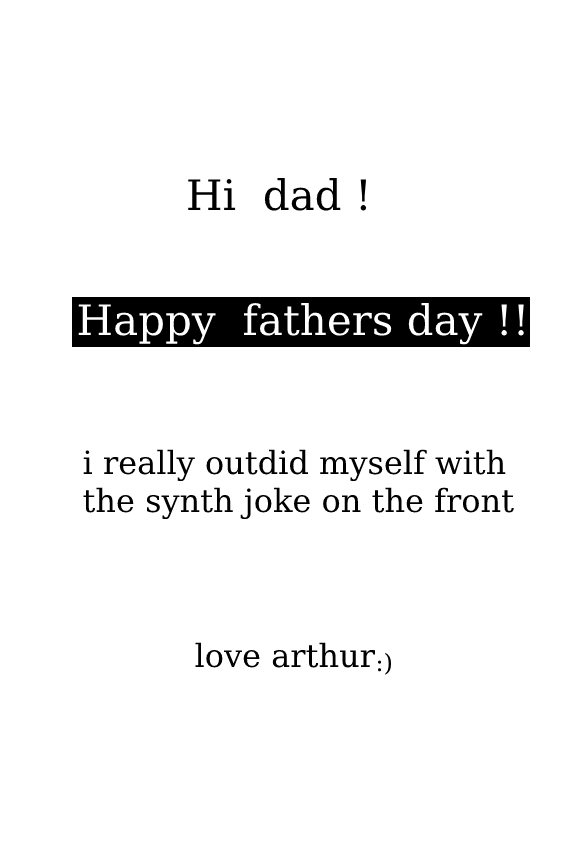 Hi  dad !
Happy  fathers day !!
i really outdid myself with
the synth joke on the front
love arthur:)